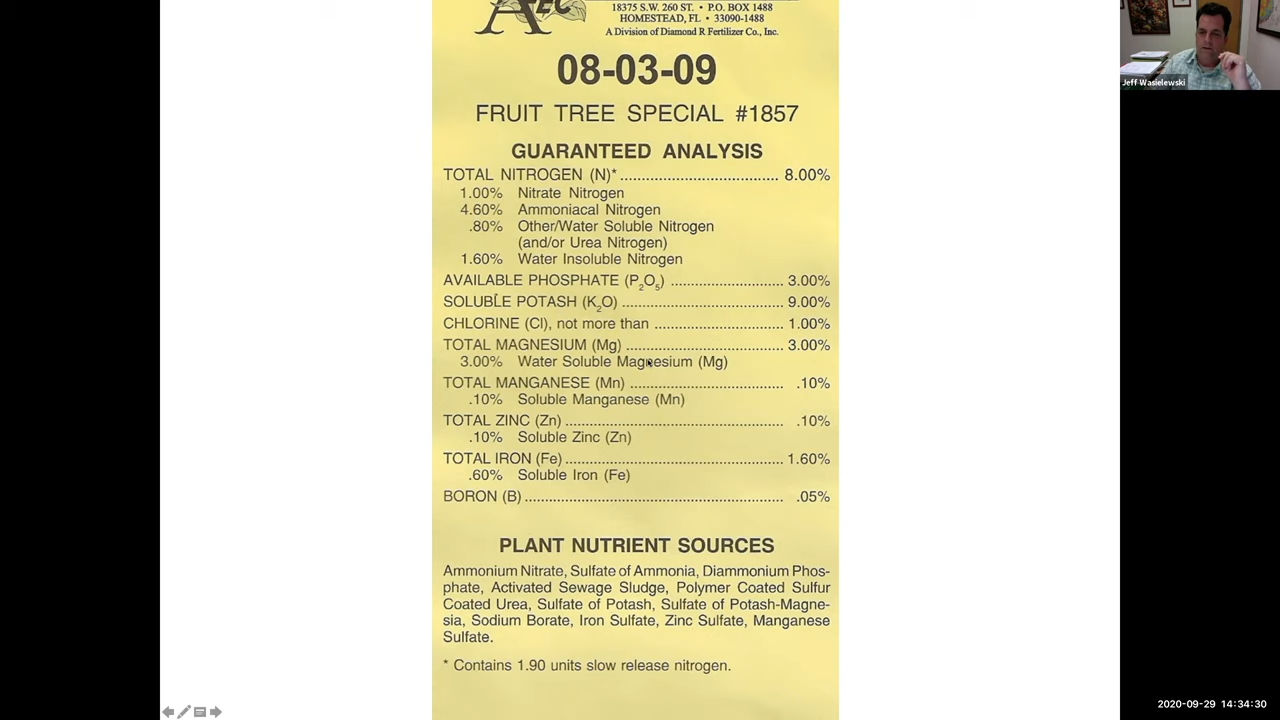 AEC
18375 S.W. 260 ST. • P.O. BOX 1488
HOMESTEAD, FL • 33090-1488
A Division of Diamond R Fertilizer Co., Inc.
08-03-09
FRUIT TREE SPECIAL #1857
GUARANTEED ANALYSIS
TOTAL NITROGEN (N)* .................................... 8.00%
1.00% Nitrate Nitrogen
4.60% Ammoniacal Nitrogen
.80% Other/Water Soluble Nitrogen
(and/or Urea Nitrogen)
1.60% Water Insoluble Nitrogen
AVAILABLE PHOSPHATE (P2O5) .......................... 3.00%
SOLUBLE POTASH (K2O) ..................................... 9.00%
CHLORINE (Cl), not more than .............................. 1.00%
TOTAL MAGNESIUM (Mg) .................................... 3.00%
3.00% Water Soluble Magnesium (Mg)
TOTAL MANGANESE (Mn) ................................... .10%
.10% Soluble Manganese (Mn)
TOTAL ZINC (Zn) .................................................. .10%
.10% Soluble Zinc (Zn)
TOTAL IRON (Fe) .................................................. 1.60%
.60% Soluble Iron (Fe)
BORON (B) ............................................................ .05%
PLANT NUTRIENT SOURCES
Ammonium Nitrate, Sulfate of Ammonia, Diammonium Phos-
phate, Activated Sewage Sludge, Polymer Coated Sulfur
Coated Urea, Sulfate of Potash, Sulfate of Potash-Magne-
sia, Sodium Borate, Iron Sulfate, Zinc Sulfate, Manganese
Sulfate.
* Contains 1.90 units slow release nitrogen.
Jeff Wasielewski
2020-09-29 14:34:30